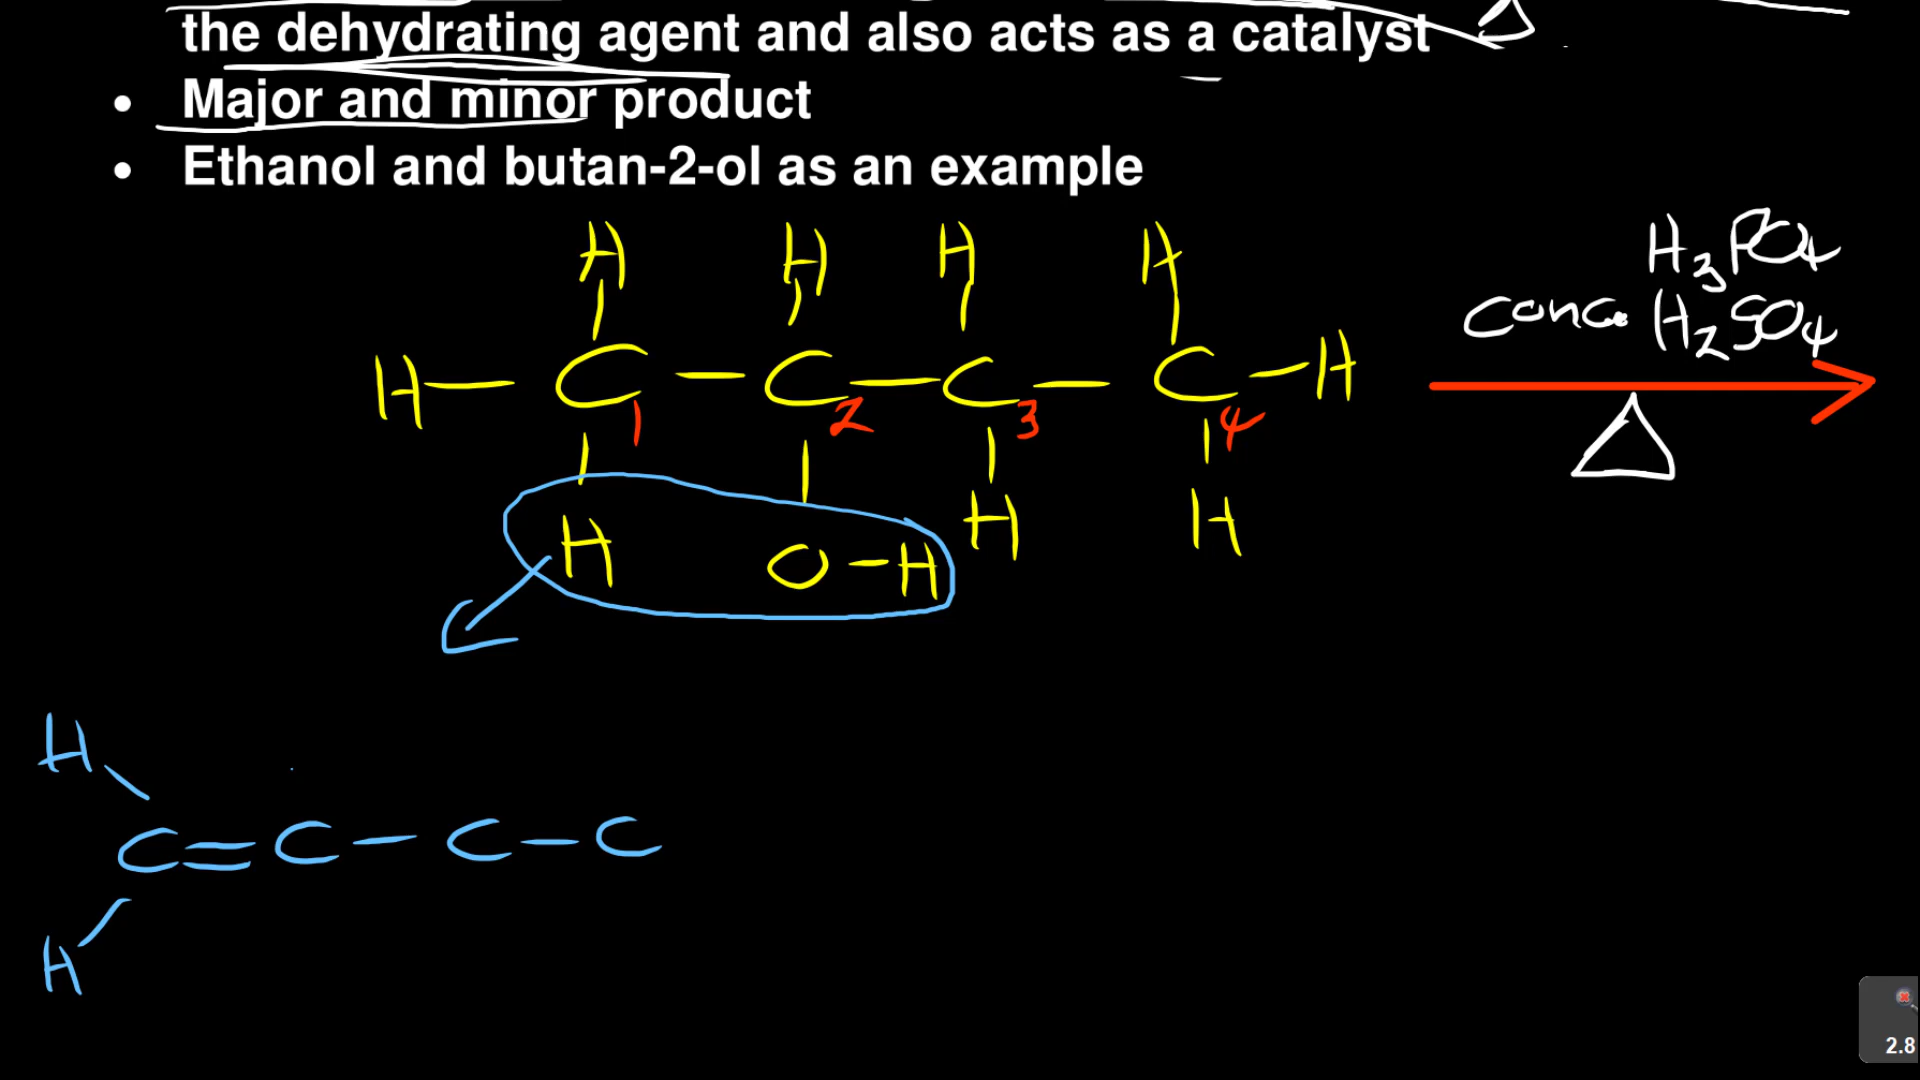 the dehydrating agent and also acts as a catalyst
• Major and minor product
• Ethanol and butan-2-ol as an example
H H H H
H3PO4
conc. H2SO4
H — C — C — C — C — H
1 2 3 4
Δ
H O — H H H
H
C = C — C — C
H
2.8